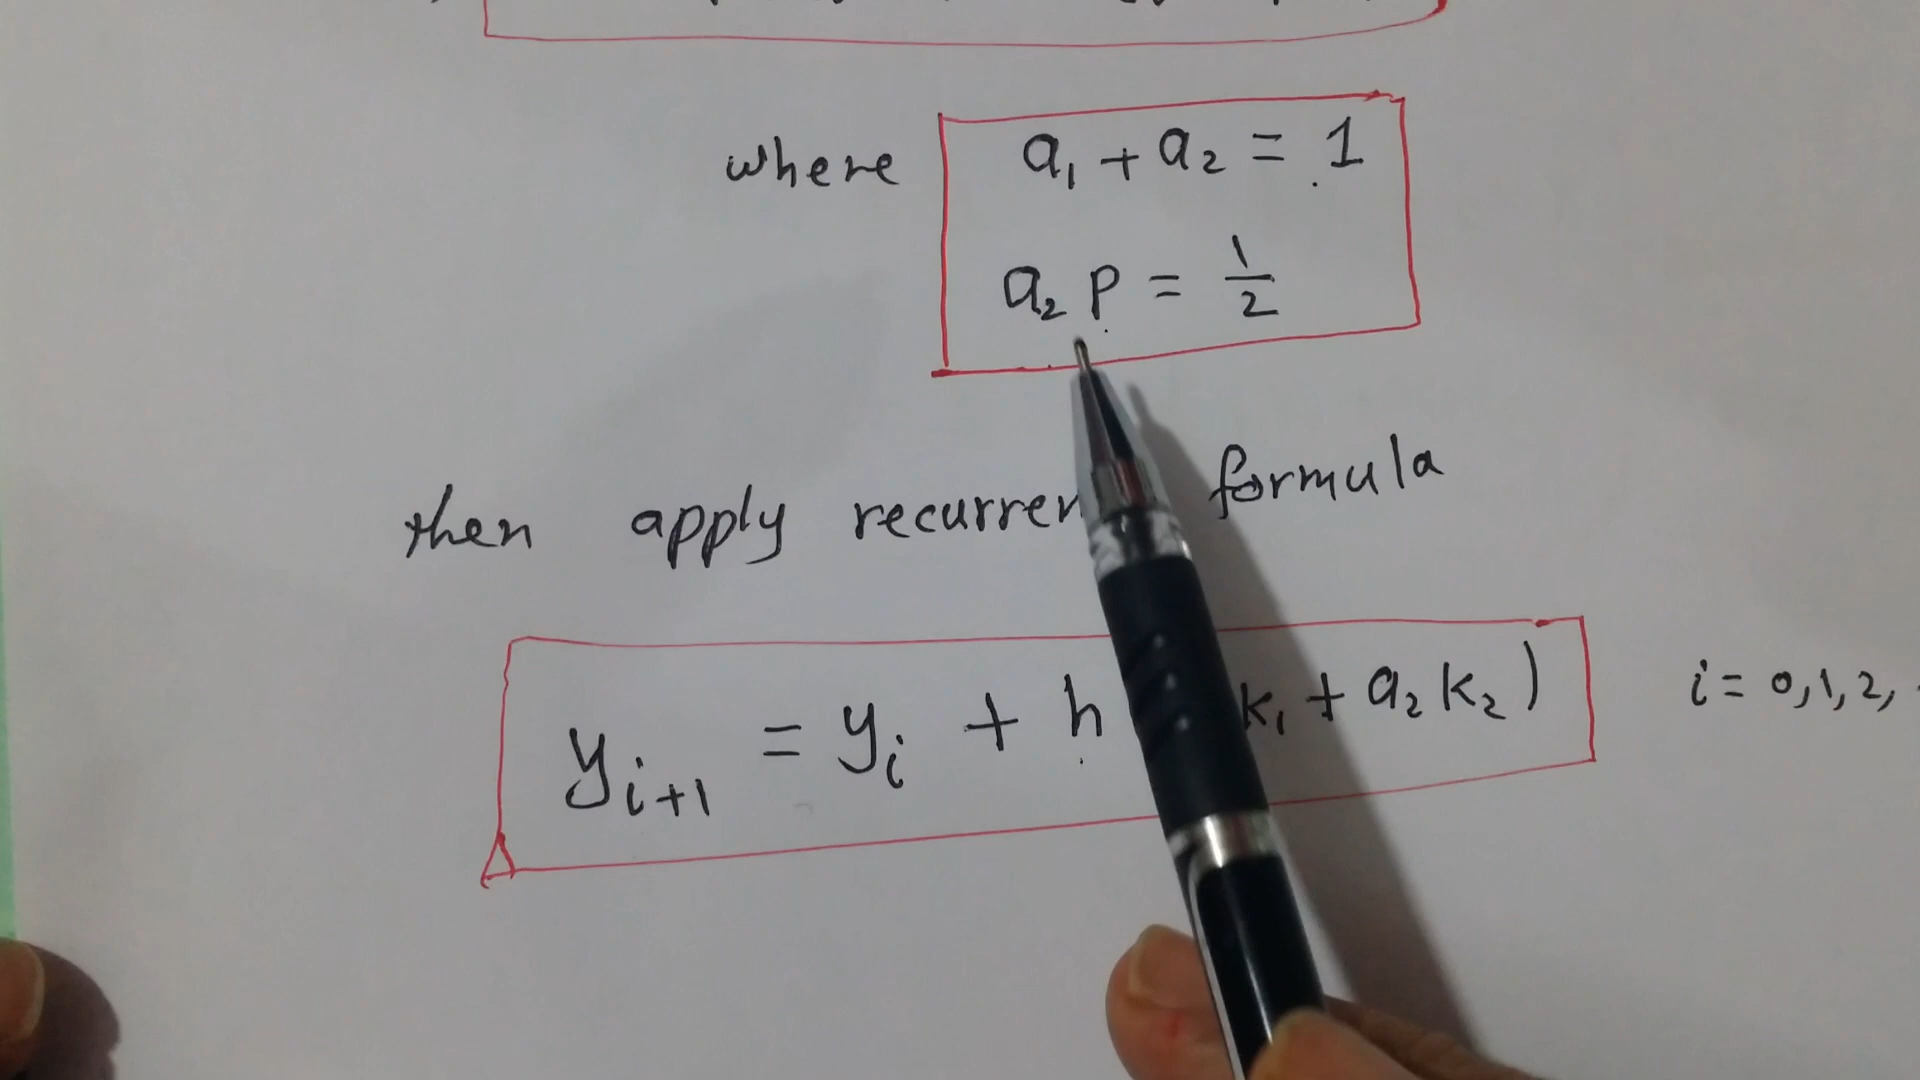 where a₁ + a₂ = 1
a₂ p = 1/2
then apply formula
yᵢ₊₁ = yᵢ + h k₁ + a₂ k₂) i = 0, 1, 2,